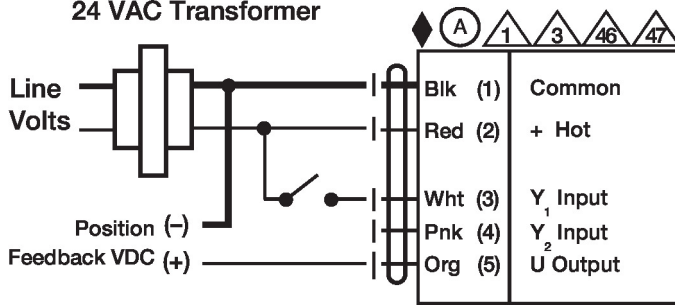 24 VAC Transformer
A 1 3 46 47
Line
Volts
Blk (1) Common
Red (2) + Hot
Wht (3) Y1 Input
Pnk (4) Y2 Input
Org (5) U Output
Position (–)
Feedback VDC (+)